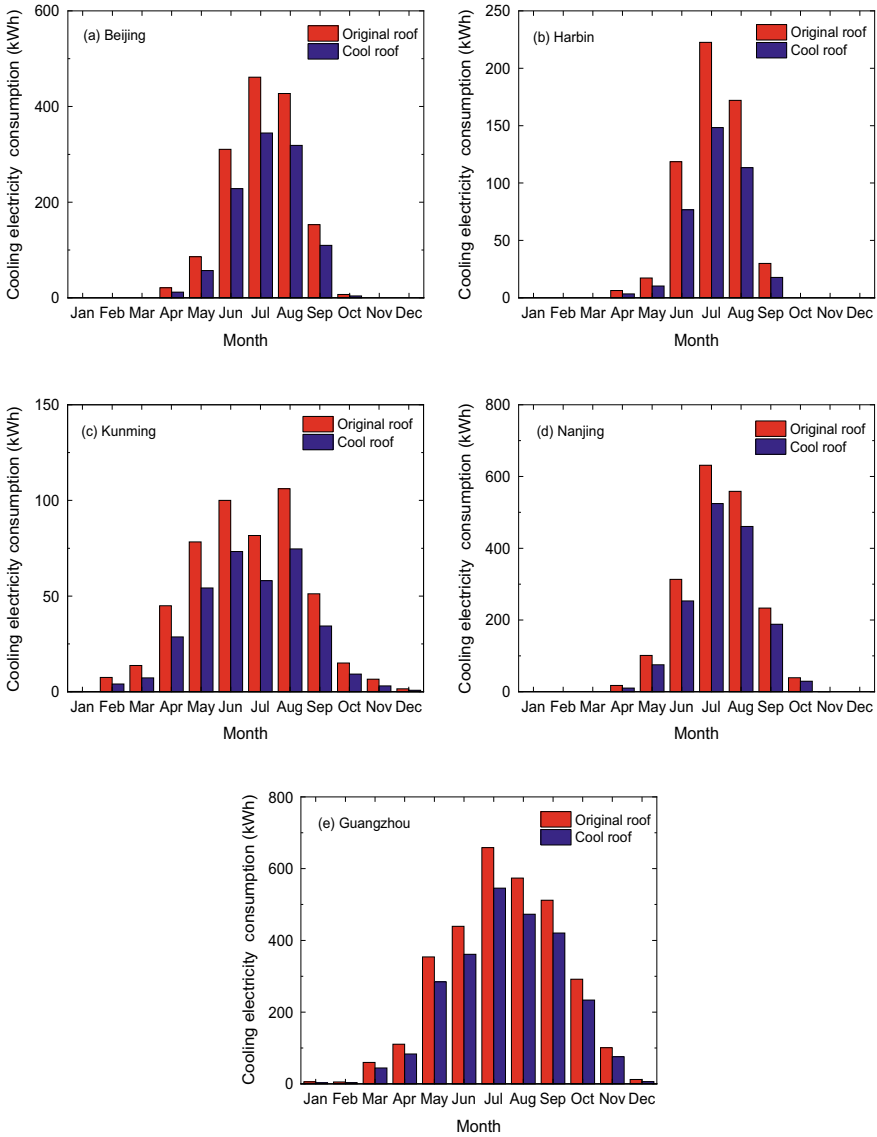 600
400
200
0
Cooling electricity consumption (kWh)
(a) Beijing
Original roof
Cool roof
Jan Feb Mar Apr May Jun Jul Aug Sep Oct Nov Dec
Month
250
200
150
100
50
0
Cooling electricity consumption (kWh)
(b) Harbin
Original roof
Cool roof
Jan Feb Mar Apr May Jun Jul Aug Sep Oct Nov Dec
Month
150
100
50
0
Cooling electricity consumption (kWh)
(c) Kunming
Original roof
Cool roof
Jan Feb Mar Apr May Jun Jul Aug Sep Oct Nov Dec
Month
800
600
400
200
0
Cooling electricity consumption (kWh)
(d) Nanjing
Original roof
Cool roof
Jan Feb Mar Apr May Jun Jul Aug Sep Oct Nov Dec
Month
800
600
400
200
0
Cooling electricity consumption (kWh)
(e) Guangzhou
Original roof
Cool roof
Jan Feb Mar Apr May Jun Jul Aug Sep Oct Nov Dec
Month